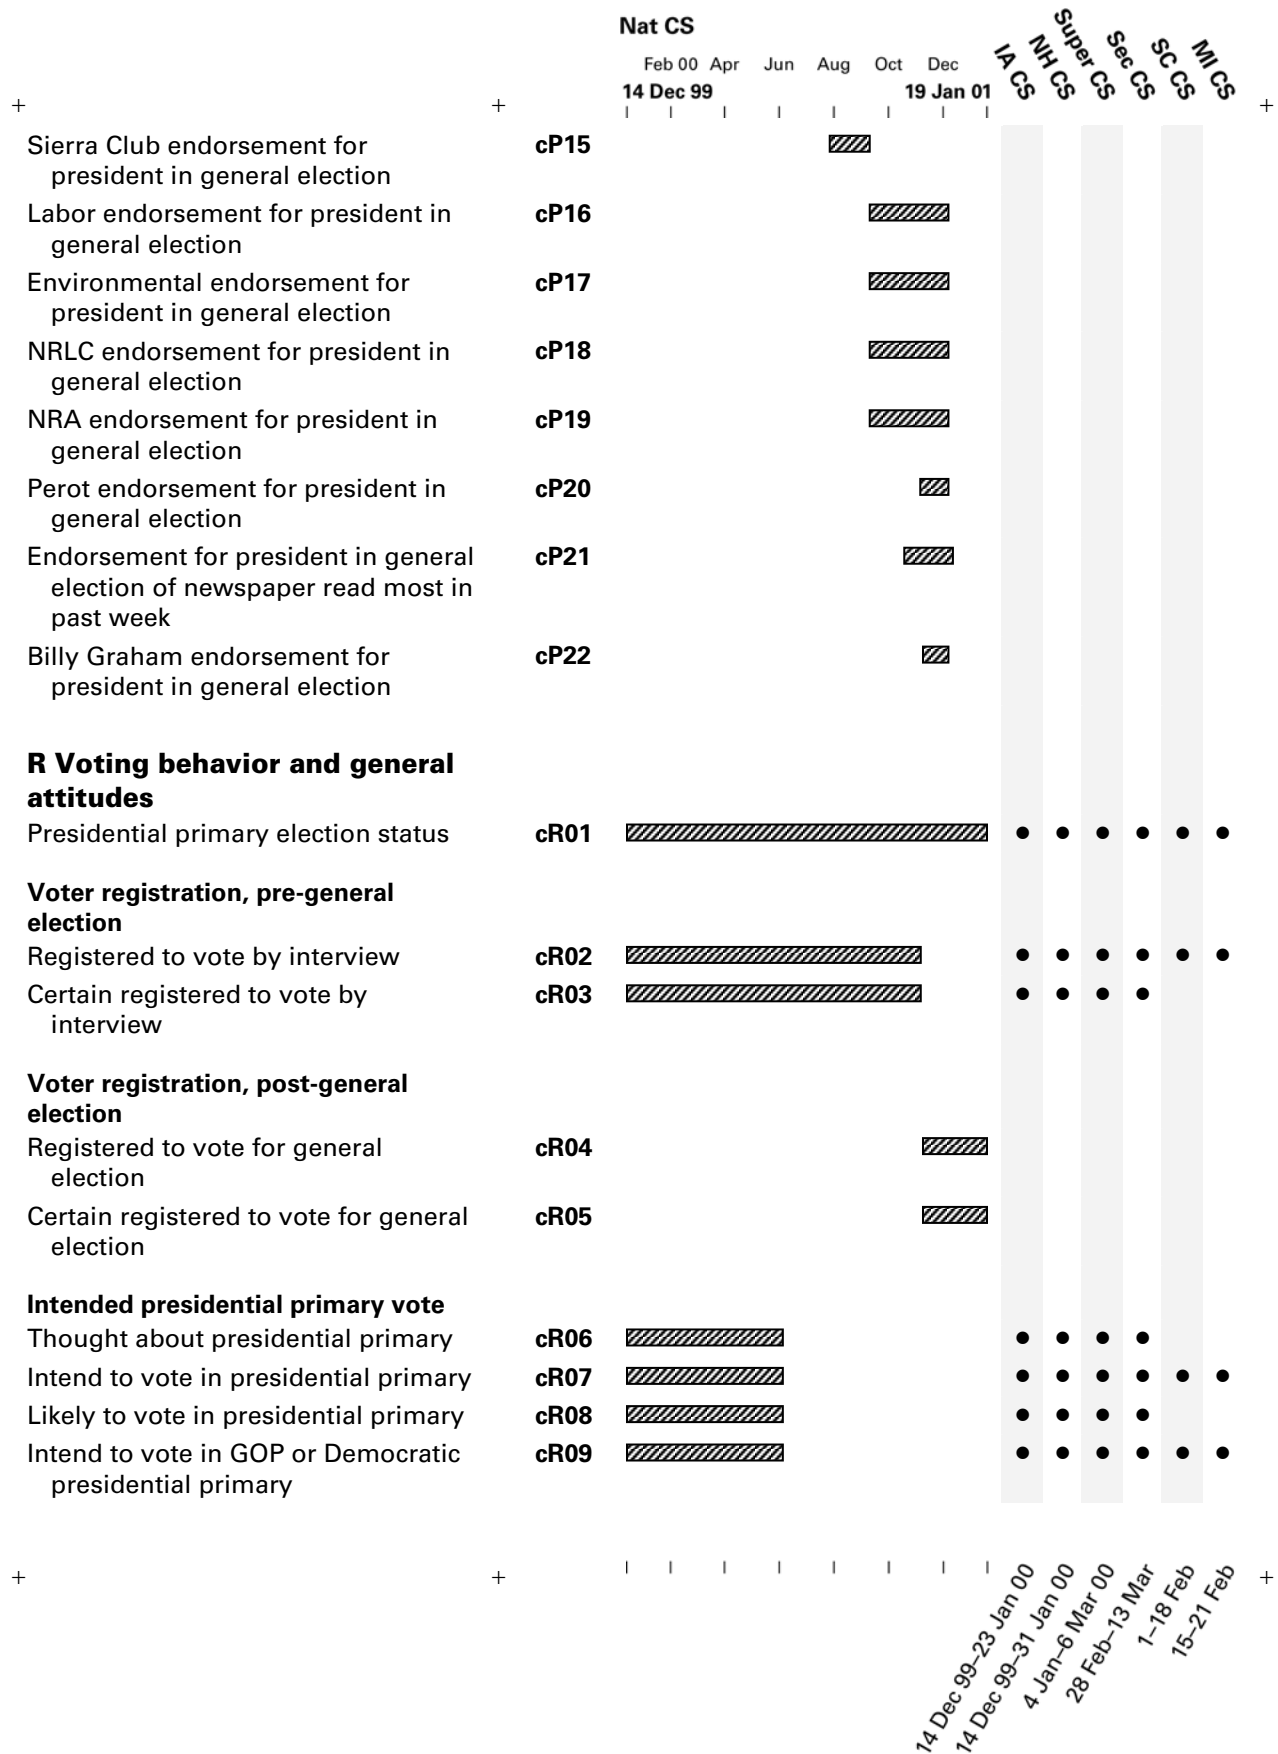 Nat CS
Feb 00 Apr Jun Aug Oct Dec
14 Dec 99 19 Jan 01
IA CS NH CS Super CS Sec CS SC CS MI CS
Sierra Club endorsement for cP15
president in general election
Labor endorsement for president in cP16
general election
Environmental endorsement for cP17
president in general election
NRLC endorsement for president in cP18
general election
NRA endorsement for president in cP19
general election
Perot endorsement for president in cP20
general election
Endorsement for president in general cP21
election of newspaper read most in
past week
Billy Graham endorsement for cP22
president in general election
R Voting behavior and general
attitudes
Presidential primary election status cR01
Voter registration, pre-general
election
Registered to vote by interview cR02
Certain registered to vote by cR03
interview
Voter registration, post-general
election
Registered to vote for general cR04
election
Certain registered to vote for general cR05
election
Intended presidential primary vote
Thought about presidential primary cR06
Intend to vote in presidential primary cR07
Likely to vote in presidential primary cR08
Intend to vote in GOP or Democratic cR09
presidential primary
14 Dec 99–23 Jan 00
14 Dec 99–31 Jan 00
4 Jan–6 Mar 00
28 Feb–13 Mar
1–18 Feb
15–21 Feb